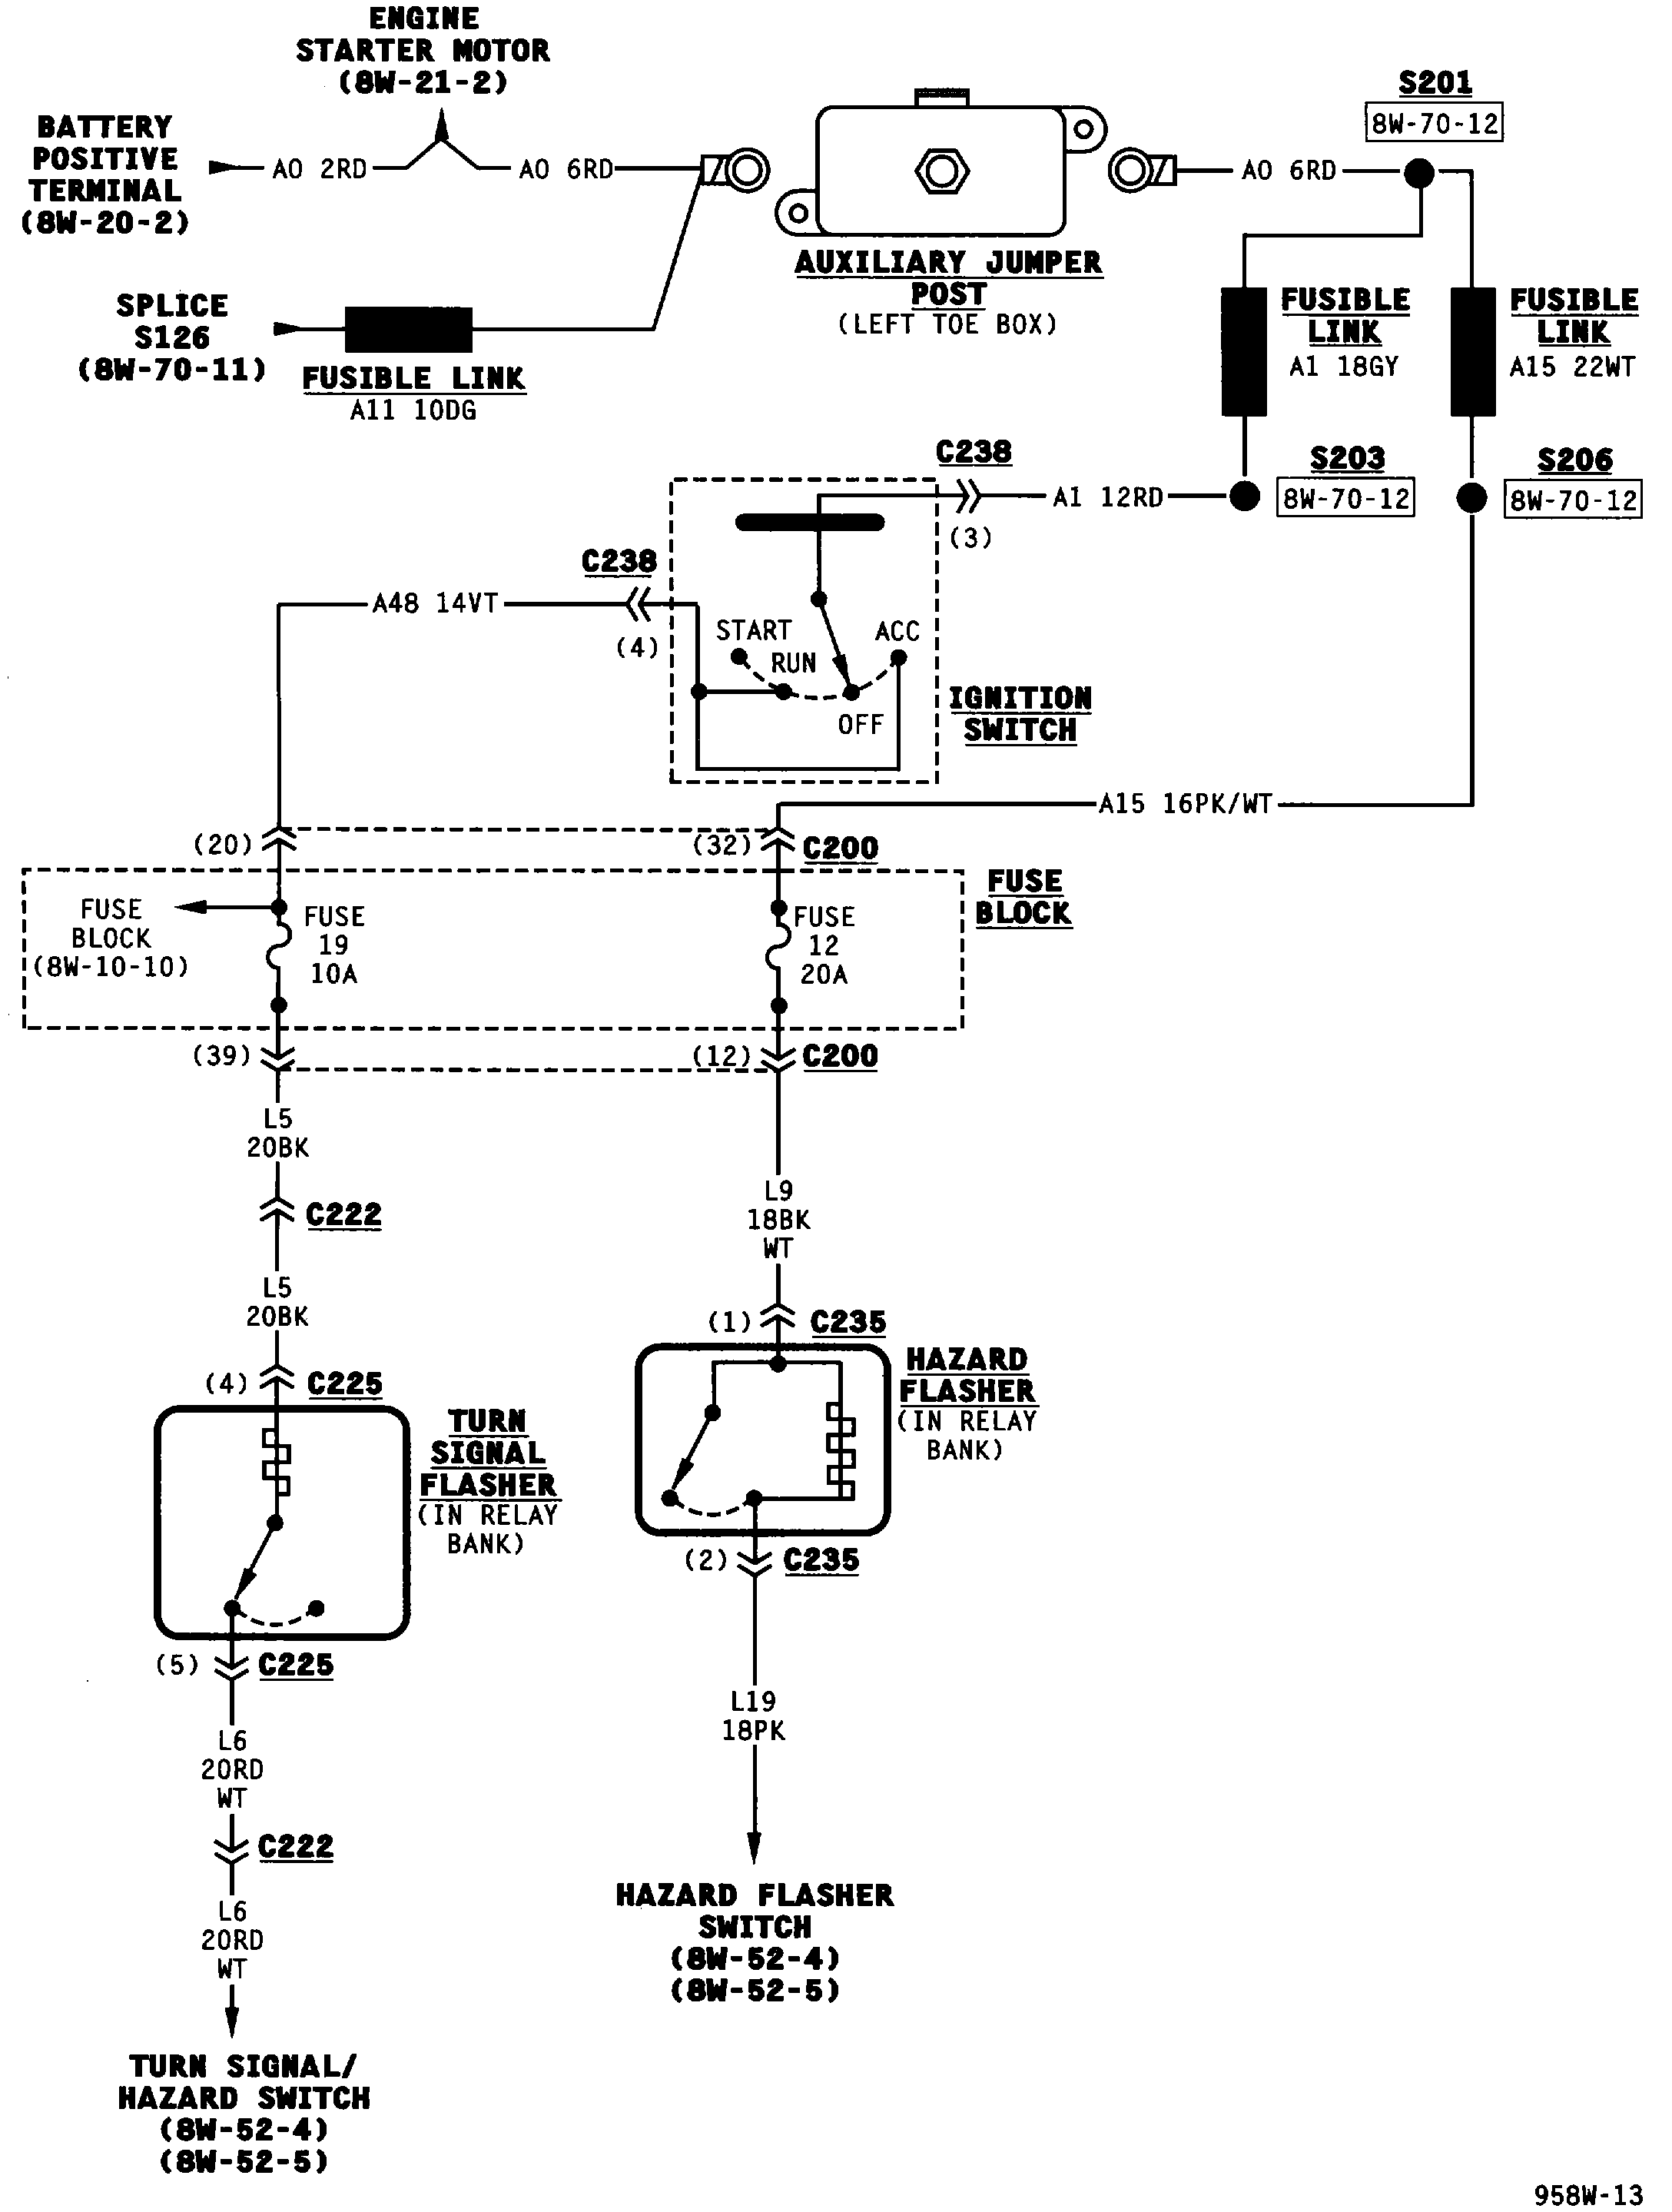 ENGINE
STARTER MOTOR
(8W-21-2)
BATTERY
POSITIVE
TERMINAL
(8W-20-2)
A0 2RD
A0 6RD
A0 6RD
S201
8W-70-12
AUXILIARY JUMPER
POST
(LEFT TOE BOX)
SPLICE
S126
(8W-70-11)
FUSIBLE LINK
A11 10DG
FUSIBLE
LINK
A1 18GY
FUSIBLE
LINK
A15 22WT
C238
(3)
A1 12RD
S203
8W-70-12
S206
8W-70-12
C238
(4)
A48 14VT
START
RUN
ACC
OFF
IGNITION
SWITCH
A15 16PK/WT
(20)
(32)
C200
FUSE
BLOCK
FUSE
BLOCK
(8W-10-10)
FUSE
19
10A
FUSE
12
20A
(39)
(12)
C200
L5
20BK
C222
L5
20BK
L9
18BK
WT
(1)
C235
(4)
C225
HAZARD
FLASHER
(IN RELAY
BANK)
TURN
SIGNAL
FLASHER
(IN RELAY
BANK)
(2)
C235
(5)
C225
L19
18PK
L6
20RD
WT
C222
L6
20RD
WT
HAZARD FLASHER
SWITCH
(8W-52-4)
(8W-52-5)
TURN SIGNAL/
HAZARD SWITCH
(8W-52-4)
(8W-52-5)
958W-13